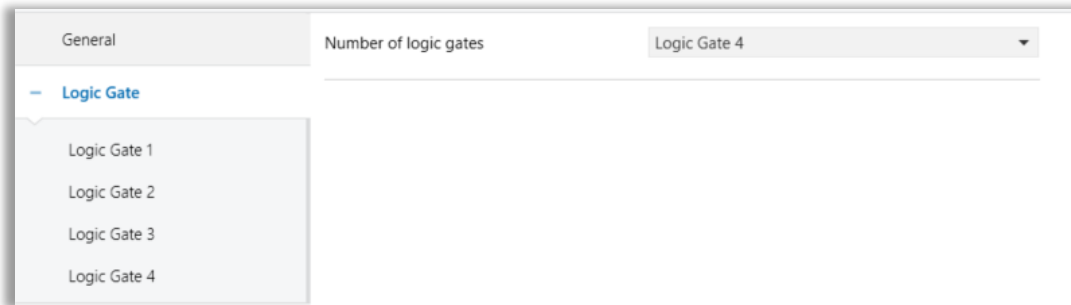 General
Number of logic gates
Logic Gate 4
Logic Gate
Logic Gate 1
Logic Gate 2
Logic Gate 3
Logic Gate 4